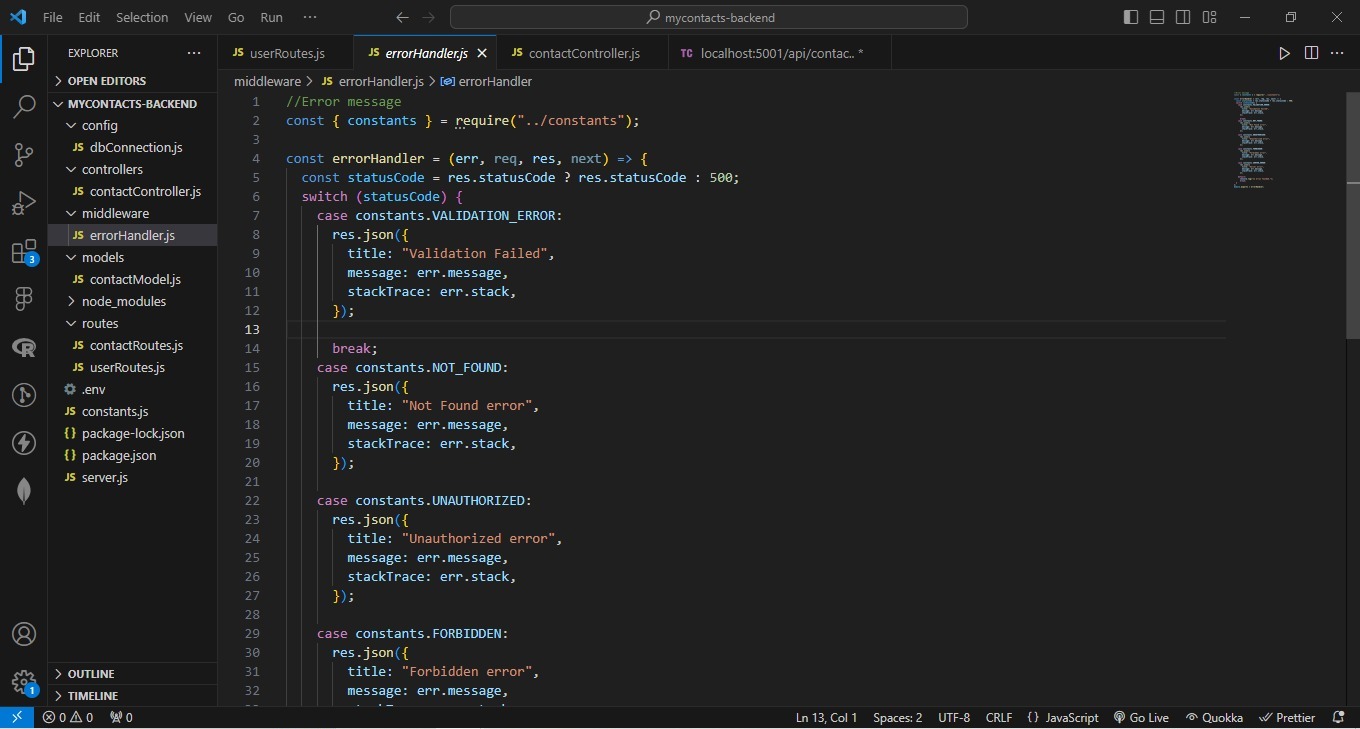 File Edit Selection View Go Run ··· mycontacts-backend
EXPLORER ···
OPEN EDITORS
MYCONTACTS-BACKEND
config
JS dbConnection.js
controllers
JS contactController.js
middleware
JS errorHandler.js
models
JS contactModel.js
node_modules
routes
JS contactRoutes.js
JS userRoutes.js
.env
JS constants.js
{} package-lock.json
{} package.json
JS server.js
OUTLINE
TIMELINE
3
1
JS userRoutes.js JS errorHandler.js JS contactController.js TC localhost:5001/api/contac.. *
middleware > JS errorHandler.js > errorHandler
1 //Error message
2 const { constants } = require("../constants");
3
4 const errorHandler = (err, req, res, next) => {
5 const statusCode = res.statusCode ? res.statusCode : 500;
6 switch (statusCode) {
7 case constants.VALIDATION_ERROR:
8 res.json({
9 title: "Validation Failed",
10 message: err.message,
11 stackTrace: err.stack,
12 });
13
14 break;
15 case constants.NOT_FOUND:
16 res.json({
17 title: "Not Found error",
18 message: err.message,
19 stackTrace: err.stack,
20 });
21
22 case constants.UNAUTHORIZED:
23 res.json({
24 title: "Unauthorized error",
25 message: err.message,
26 stackTrace: err.stack,
27 });
28
29 case constants.FORBIDDEN:
30 res.json({
31 title: "Forbidden error",
32 message: err.message,
0 0 0 Ln 13, Col 1 Spaces: 2 UTF-8 CRLF {} JavaScript Go Live Quokka Prettier